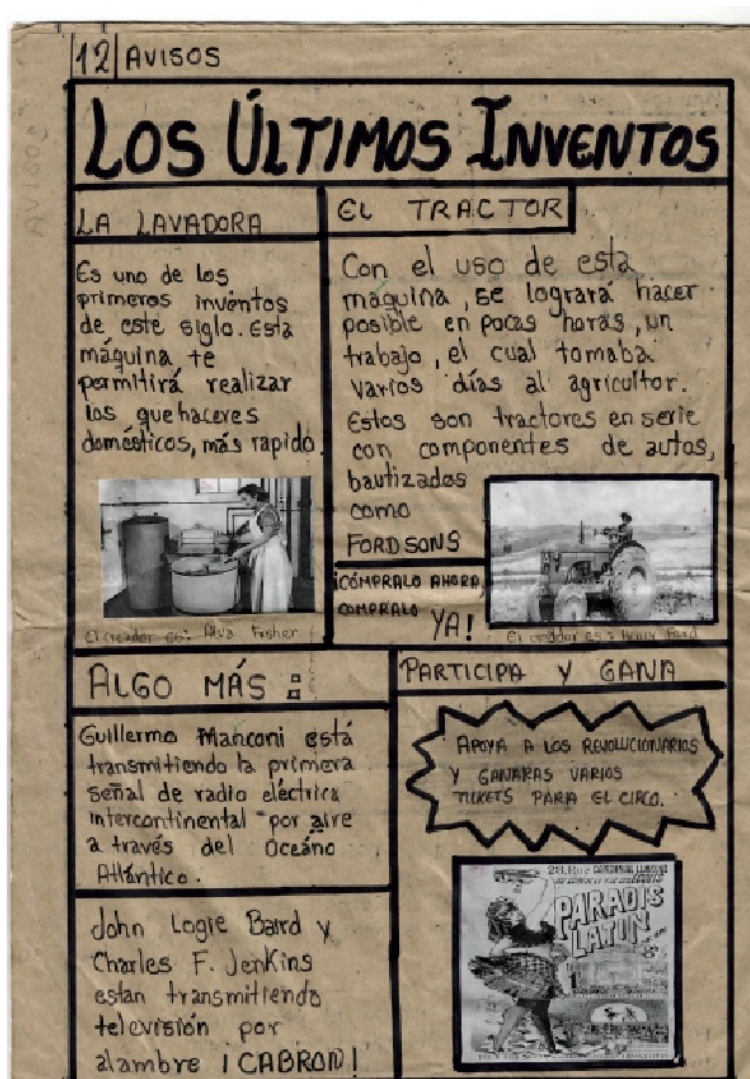 12 AVISOS
LOS ÚLTIMOS INVENTOS
LA LAVADORA
Es uno de los
primeros inventos
de este siglo. Esta
máquina te
permitirá realizar
los quehaceres
domésticos, más rapido.
El creador es: Alva Fisher
EL TRACTOR
Con el uso de esta
maquina, se logrará hacer
posible en pocas horas, un
trabajo, el cual tomaba
varios días al agricultor.
Estos son tractores en serie
con componentes de autos,
bautizados
como
FORDSONS
¡CÓMPRALO AHORA,
COMPRALO YA!
El creador es: Henry Ford
ALGO MÁS:
Guillermo Manconi está
transmitiendo la primera
señal de radio eléctrica
intercontinental por aire
a través del Oceáno
Atlántico.
John Logie Baird y
Charles F. Jenkins
estan transmitiendo
televisión por
alambre ¡CABRON!
PARTICIPA Y GANA
APOYA A LOS REVOLUCIONARIOS
Y GANARAS VARIOS
TICKETS PARA EL CIRCO.
PARADIS
LATIN